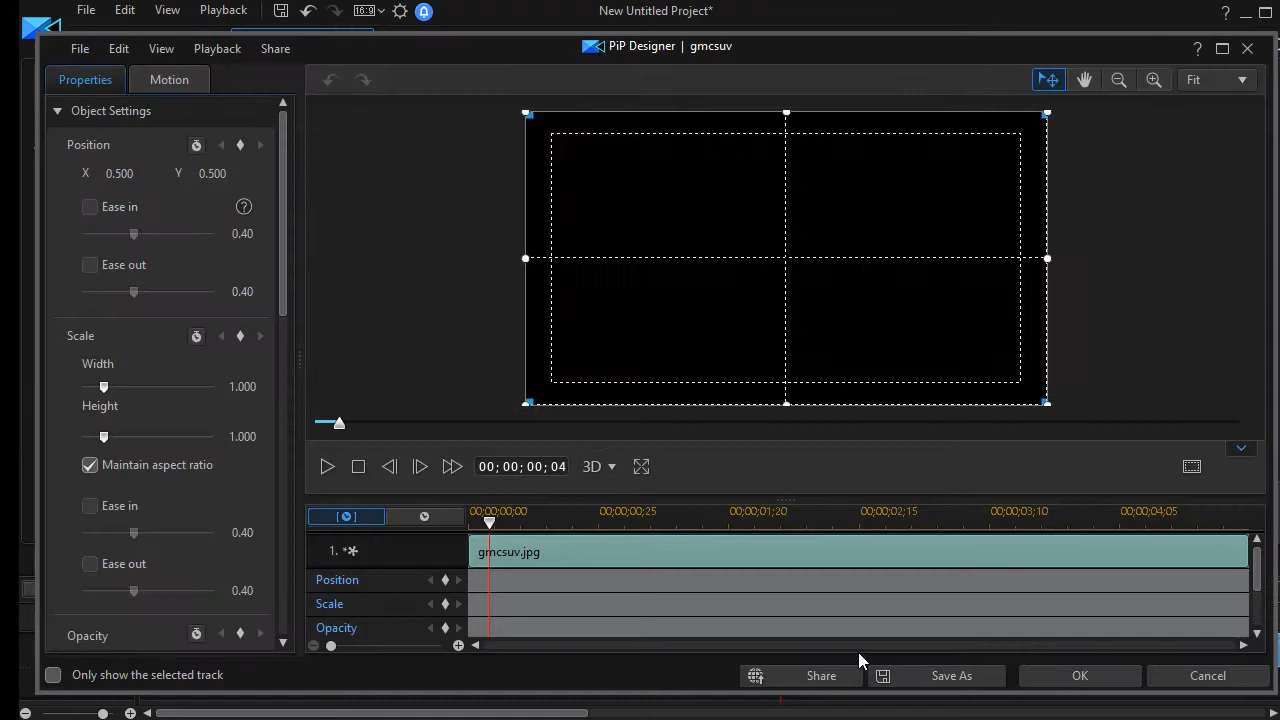 File Edit View Playback 16:9 New Untitled Project* ?
PiP Designer | gmcsuv ?
File Edit View Playback Share
Properties Motion Fit
Object Settings
Position
X 0.500 Y 0.500
Ease in ?
0.40
Ease out
0.40
Scale
Width
1.000
Height
1.000
Maintain aspect ratio
Ease in
0.40
Ease out
0.40
Opacity
00; 00; 00; 04 3D
00;00;00;00 00;00;00;25 00;00;01;20 00;00;02;15 00;00;03;10 00;00;04;05
1. gmcsuv.jpg
Position
Scale
Opacity
Only show the selected track Share Save As OK Cancel